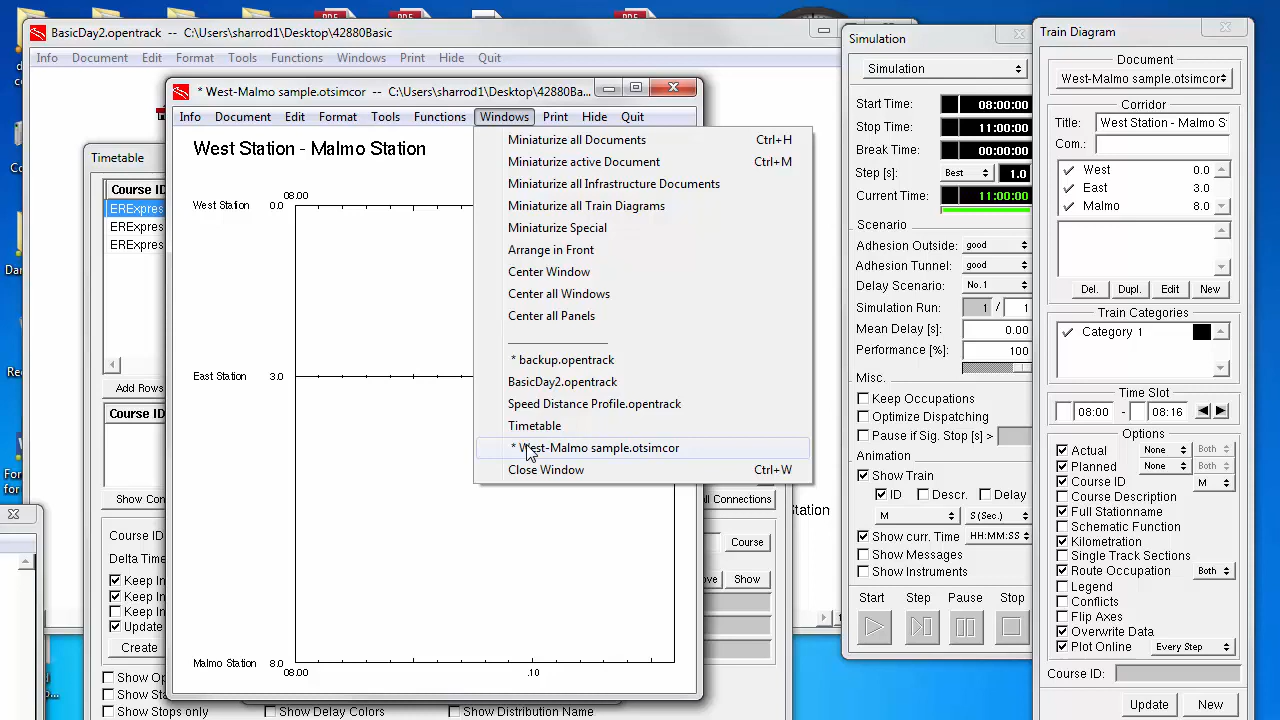 BasicDay2.opentrack -- C:\Users\sharrod1\Desktop\42880Basic
Info Document Edit Format Tools Functions Windows Print Hide Quit
* West-Malmo sample.otsimcor -- C:\Users\sharrod1\Desktop\42880Ba...
Info Document Edit Format Tools Functions Windows Print Hide Quit
West Station - Malmo Station
08:00
West Station 0.0
East Station 3.0
Malmo Station 8.0
08:00 .10
Miniaturize all Documents Ctrl+H
Miniaturize active Document Ctrl+M
Miniaturize all Infrastructure Documents
Miniaturize all Train Diagrams
Miniaturize Special
Arrange in Front
Center Window
Center all Windows
Center all Panels
* backup.opentrack
BasicDay2.opentrack
Speed Distance Profile.opentrack
Timetable
* West-Malmo sample.otsimcor
Close Window Ctrl+W
Timetable
Course ID
ERExpres
ERExpres
ERExpres
Add Rows
Course ID
Show Con
Course ID
Delta Time
Keep In
Keep In
Keep In
Update
Create
Show Op
Show Sta
Show Stops only
Show Delay Colors
Show Distribution Name
all Connections
Course
ove Show
Station
Simulation
Simulation
Start Time: 08:00:00
Stop Time: 11:00:00
Break Time: 00:00:00
Step [s]: Best 1.0
Current Time: 11:00:00
Scenario
Adhesion Outside: good
Adhesion Tunnel: good
Delay Scenario: No.1
Simulation Run: 1 / 1
Mean Delay [s]: 0.00
Performance [%]: 100
Misc.
Keep Occupations
Optimize Dispatch
Pause if Sig. Stop [s] >
Animation
Show Train
ID Descr. Delay
M S (Sec.)
Show curr. Time HH:MM:SS
Show Messages
Show Instruments
Start Step Pause Stop
Train Diagram
Document
West-Malmo sample.otsimcor
Corridor
Title: West Station - Malmo S
Com.:
West 0.0
East 3.0
Malmo 8.0
Del. Dupl. Edit New
Train Categories
Category 1
Time Slot
08:00 - 08:16
Options
Actual None Both
Planned None Both
Course ID M
Course Description
Full Stationname
Schematic Function
Kilometration
Single Track Sections
Route Occupation Both
Legend
Conflicts
Flip Axes
Overwrite Data
Plot Online Every Step
Course ID:
Update New